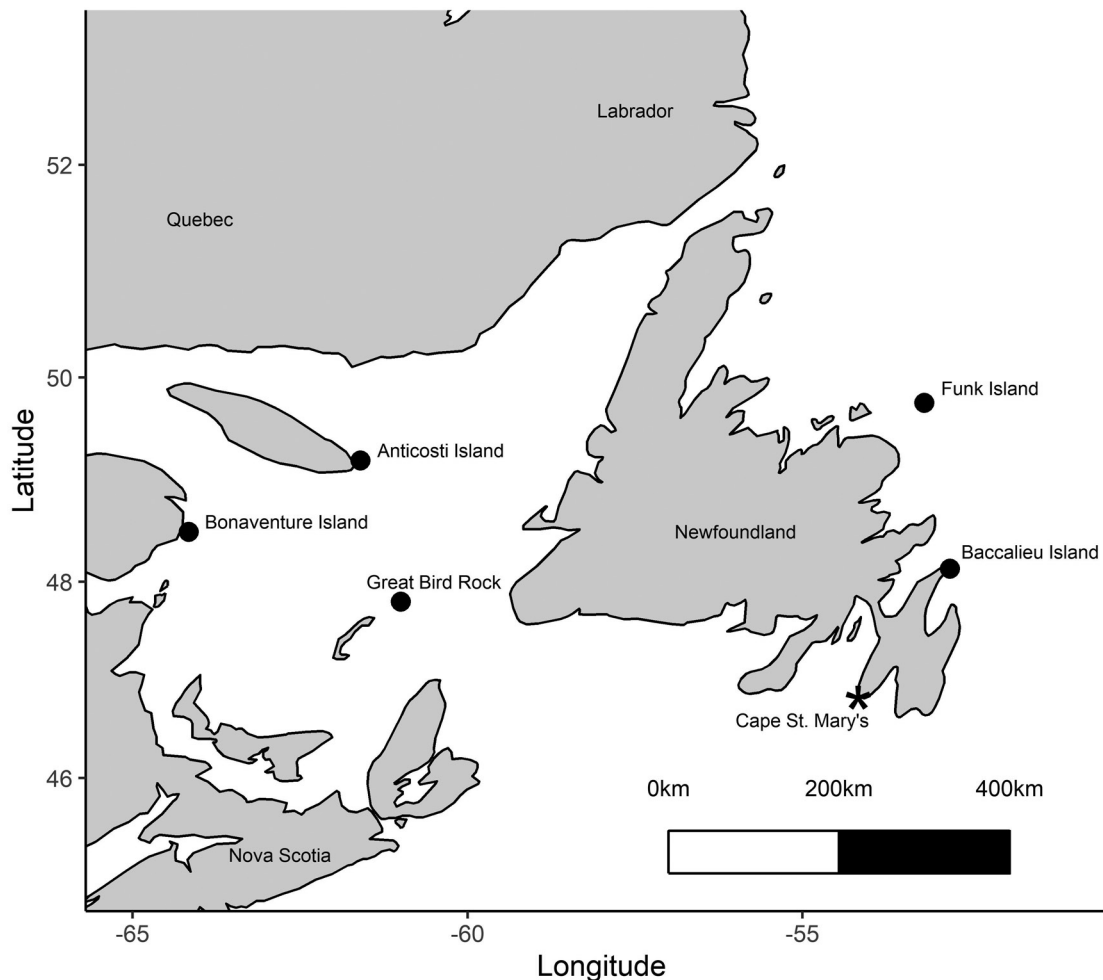 Labrador
52
Quebec
50
Funk Island
Anticosti Island
Latitude
Bonaventure Island
Newfoundland
Baccalieu Island
48
Great Bird Rock
Cape St. Mary's
46
0km 200km 400km
Nova Scotia
-65 -60 -55
Longitude